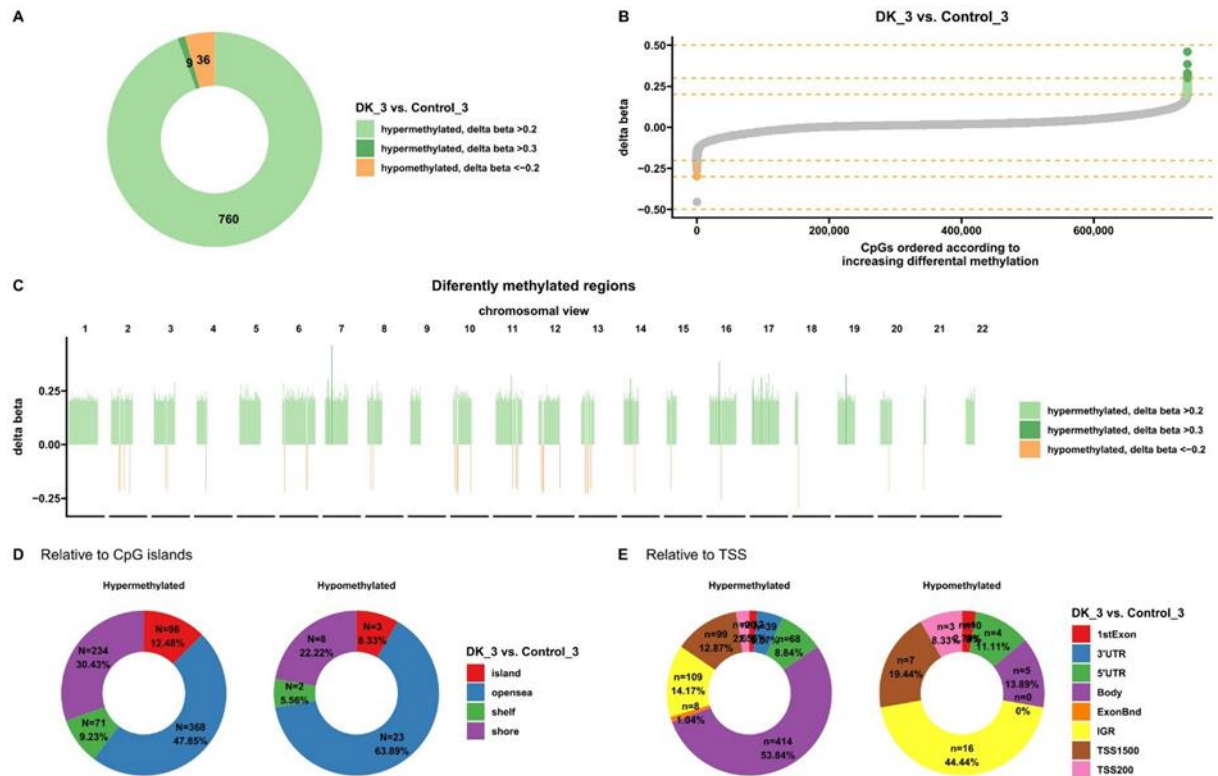 A
9
36
760
DK_3 vs. Control_3
hypermethylated, delta beta >0.2
hypermethylated, delta beta >0.3
hypomethylated, delta beta <−0.2
B
DK_3 vs. Control_3
delta beta
0.50
0.25
0.00
−0.25
−0.50
0
200,000
400,000
600,000
CpGs ordered according to
increasing differental methylation
C
Diferently methylated regions
chromosomal view
1 2 3 4 5 6 7 8 9 10 11 12 13 14 15 16 17 18 19 20 21 22
delta beta
0.25
0.00
−0.25
hypermethylated, delta beta >0.2
hypermethylated, delta beta >0.3
hypomethylated, delta beta <−0.2
D Relative to CpG islands
Hypermethylated
N=96
12.48%
N=234
30.43%
N=71
9.23%
N=368
47.85%
Hypomethylated
N=3
8.33%
N=8
22.22%
N=2
5.56%
N=23
63.89%
DK_3 vs. Control_3
island
opensea
shelf
shore
E Relative to TSS
Hypermethylated
n=39
n=99
12.87%
n=68
8.84%
n=109
14.17%
n=8
1.04%
n=414
53.84%
Hypomethylated
n=3
8.33%
n=4
11.11%
n=7
19.44%
n=5
13.89%
n=0
0%
n=16
44.44%
DK_3 vs. Control_3
1stExon
3'UTR
5'UTR
Body
ExonBnd
IGR
TSS1500
TSS200